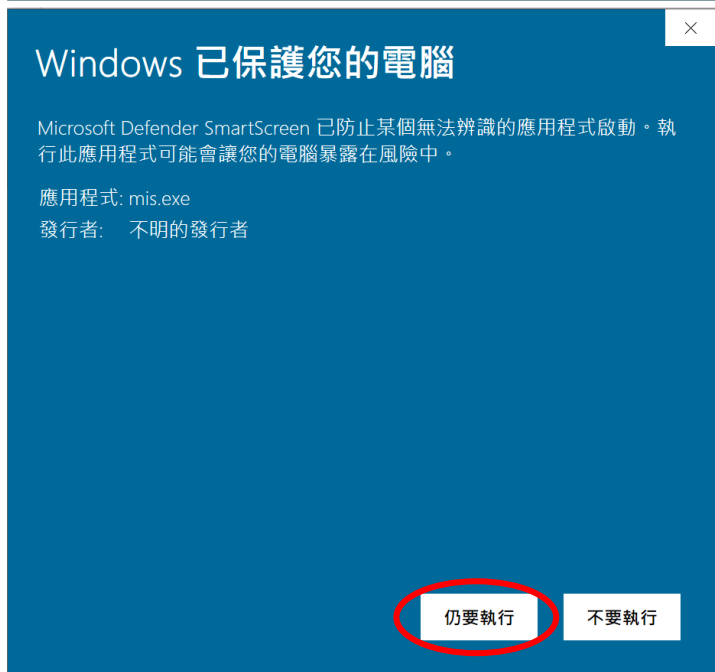 Windows 已保護您的電腦
Microsoft Defender SmartScreen 已防止某個無法辨識的應用程式啟動。執
行此應用程式可能會讓您的電腦暴露在風險中。
應用程式: mis.exe
發行者: 不明的發行者
仍要執行 不要執行